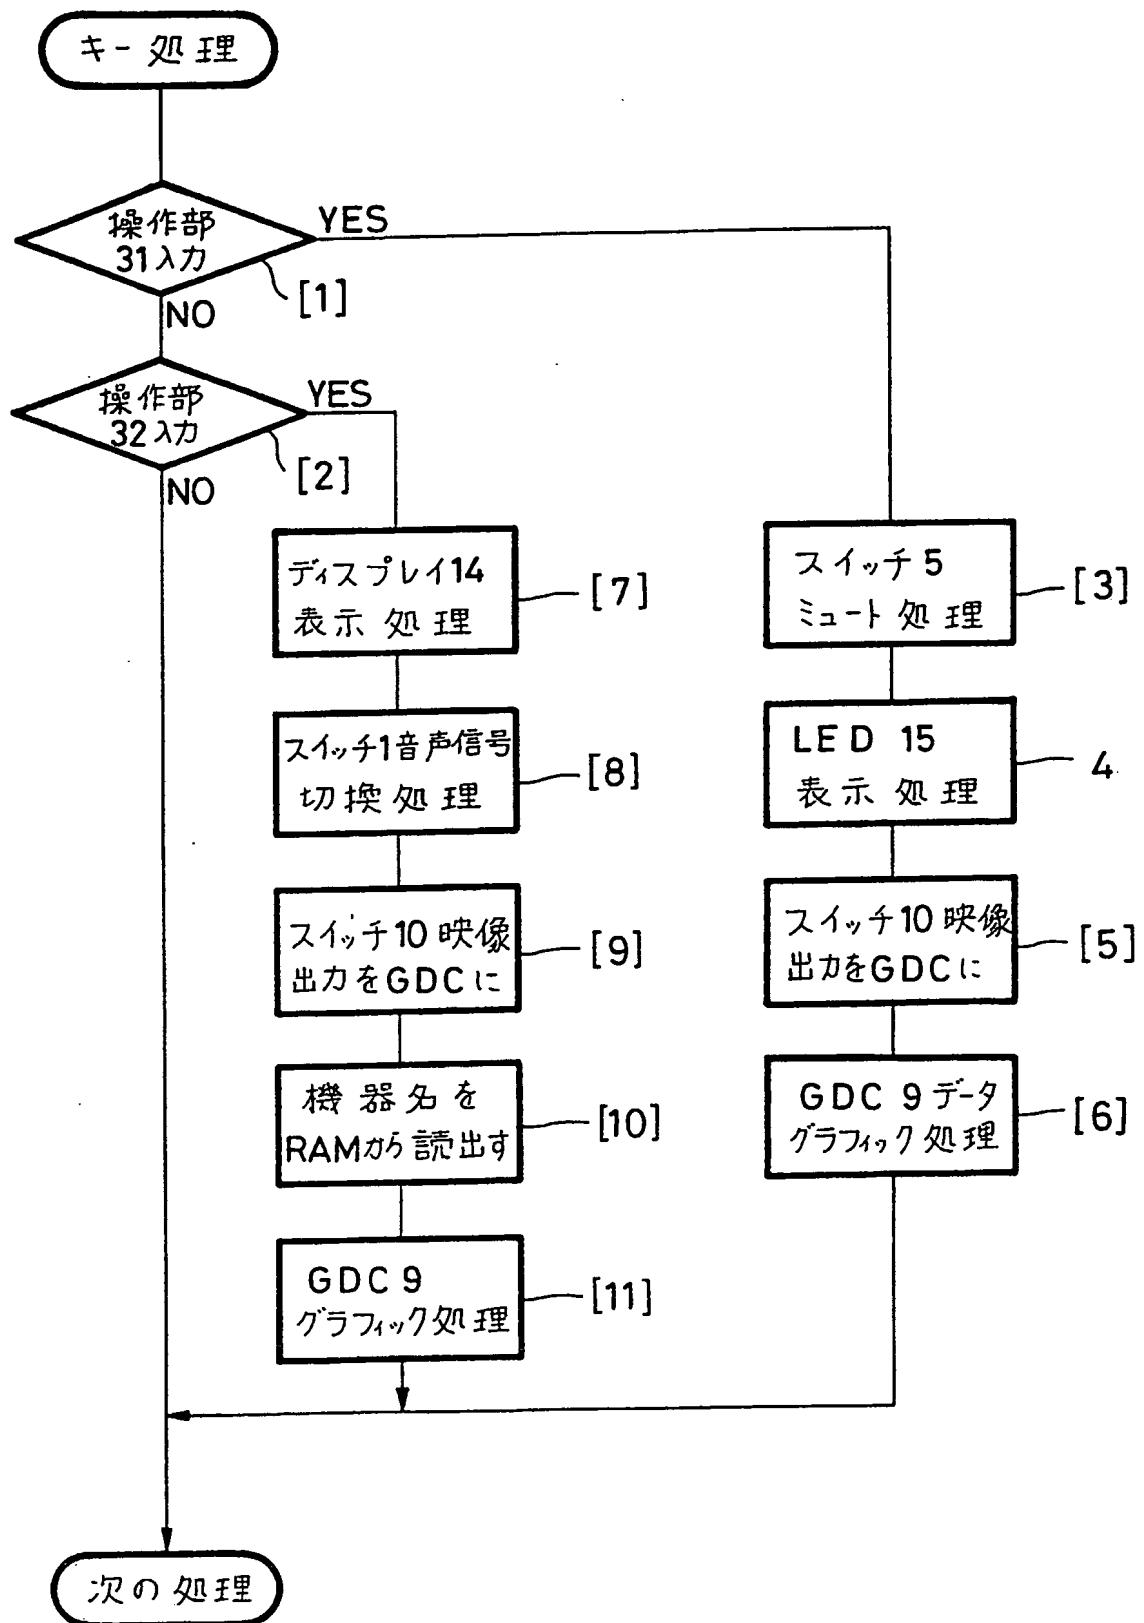 キー処理
操作部
31入力
YES
[1]
NO
操作部
32入力
YES
[2]
NO
ディスプレイ14
表示処理
[7]
スイッチ1音声信号
切換処理
[8]
スイッチ10映像
出力をGDCに
[9]
機器名を
RAMから読出す
[10]
GDC9
グラフィック処理
[11]
スイッチ5
ミュート処理
[3]
LED 15
表示処理
4
スイッチ10映像
出力をGDCに
[5]
GDC 9データ
グラフィック処理
[6]
次の処理